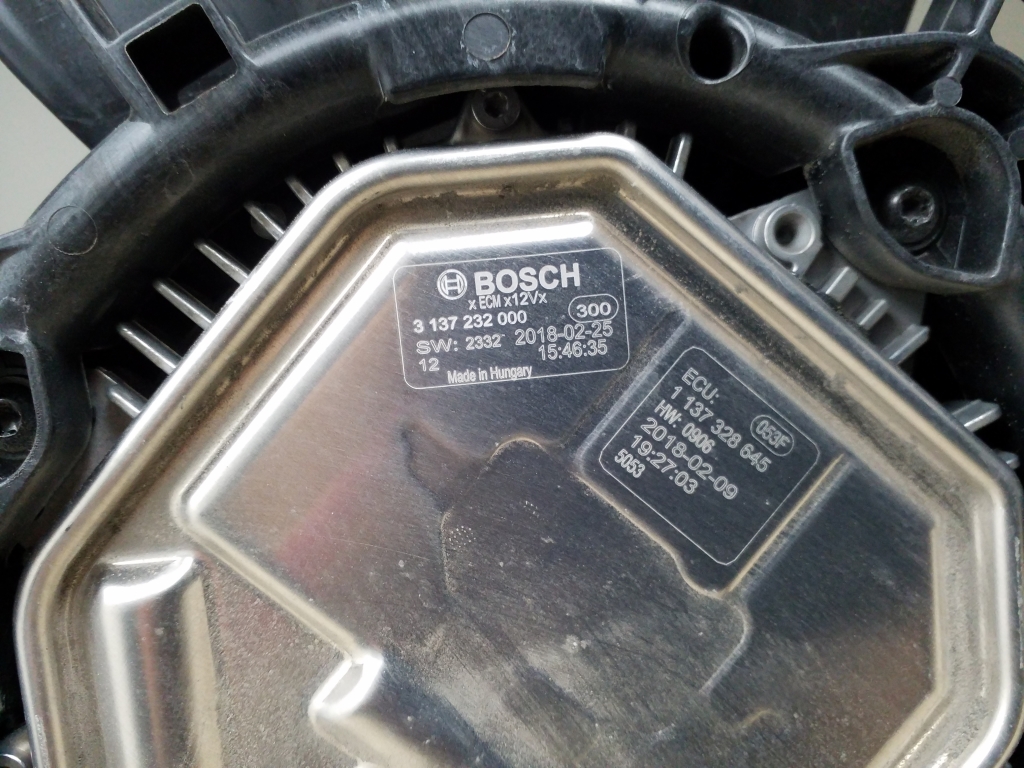 BOSCH
x ECM x12Vx
3 137 232 000 300
SW: 2332 2018-02-25
12 15:46:35
Made in Hungary
ECU: 053F
1 137 328 645
HW: 0906
2018-02-09
19:27:03
5053